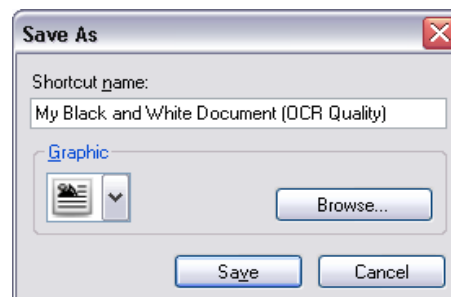 Save As
Shortcut name:
My Black and White Document (OCR Quality)
Graphic
Browse...
Save
Cancel